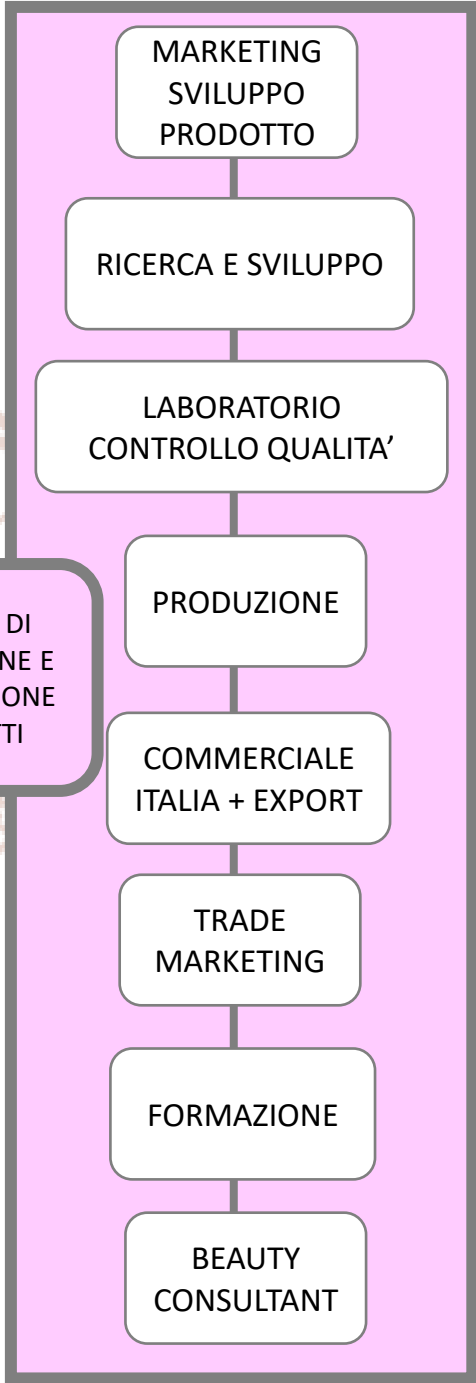 MARKETING
SVILUPPO
PRODOTTO
RICERCA E SVILUPPO
LABORATORIO
CONTROLLO QUALITA’
PRODUZIONE
DI
NE E
ONE
TTI
COMMERCIALE
ITALIA + EXPORT
TRADE
MARKETING
FORMAZIONE
BEAUTY
CONSULTANT